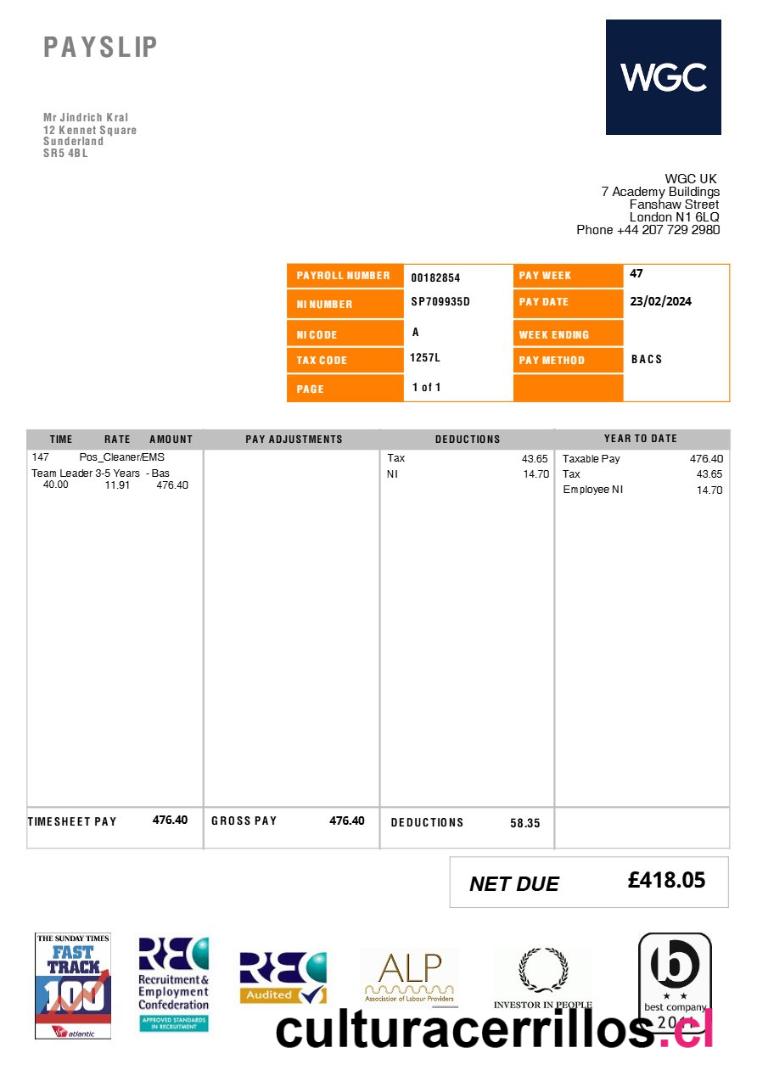 PAYSLIP
WGC
Mr Jindrich Kral
12 Kennet Square
Sunderland
SR5 4BL
WGC UK
7 Academy Buildings
Fanshaw Street
London N1 6LQ
Phone +44 207 729 2980
PAYROLL NUMBER 00182854 PAY WEEK 47
NI NUMBER SP709935D PAY DATE 23/02/2024
NI CODE A WEEK ENDING
TAX CODE 1257L PAY METHOD BACS
PAGE 1 of 1
TIME RATE AMOUNT PAY ADJUSTMENTS DEDUCTIONS YEAR TO DATE
147 Pos_Cleaner/EMS Tax 43.65 Taxable Pay 476.40
Team Leader 3-5 Years - Bas NI 14.70 Tax 43.65
40.00 11.91 476.40 Employee NI 14.70
TIMESHEET PAY 476.40 GROSS PAY 476.40 DEDUCTIONS 58.35
NET DUE £418.05
THE SUNDAY TIMES
FAST
TRACK
100
atlantic
REC
Recruitment &
Employment
Confederation
APPROVED STANDARDS
IN RECRUITMENT
REC
Audited
ALP
Association of Labour Providers
INVESTOR IN PEOPLE
b
best company
culturacerrillos.cl